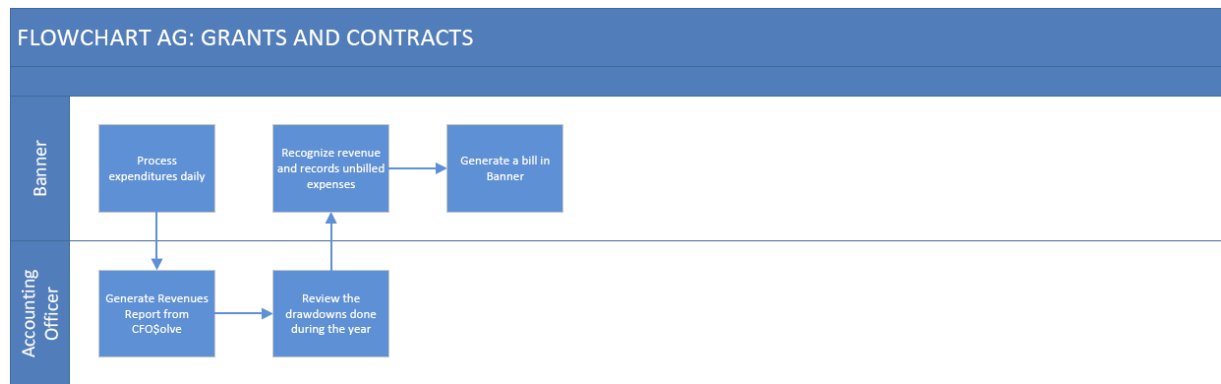 FLOWCHART AG: GRANTS AND CONTRACTS
Banner
Process
expenditures daily
Recognize revenue
and records unbilled
expenses
Generate a bill in
Banner
Accounting
Officer
Generate Revenues
Report from
CFO$olve
Review the
drawdowns done
during the year